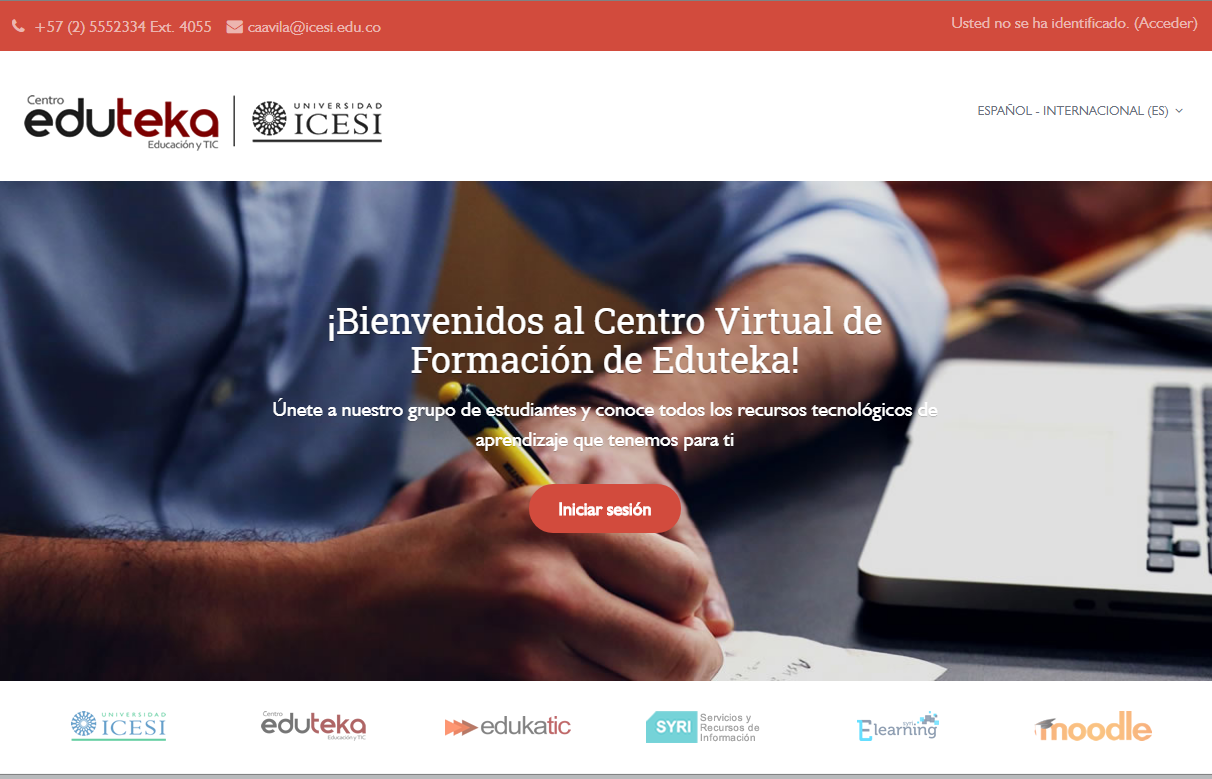 +57 (2) 5552334 Ext. 4055 caavila@icesi.edu.co
Usted no se ha identificado. (Acceder)
Centro
eduteka
Educación y TIC
UNIVERSIDAD
ICESI
ESPAÑOL - INTERNACIONAL (ES)
¡Bienvenidos al Centro Virtual de
Formación de Eduteka!
Únete a nuestro grupo de estudiantes y conoce todos los recursos tecnológicos de
aprendizaje que tenemos para ti
Iniciar sesión
UNIVERSIDAD
ICESI
Centro
eduteka
Educación y TIC
edukatic
SYRI
Servicios y
Recursos de
Información
syri
Elearning
moodle